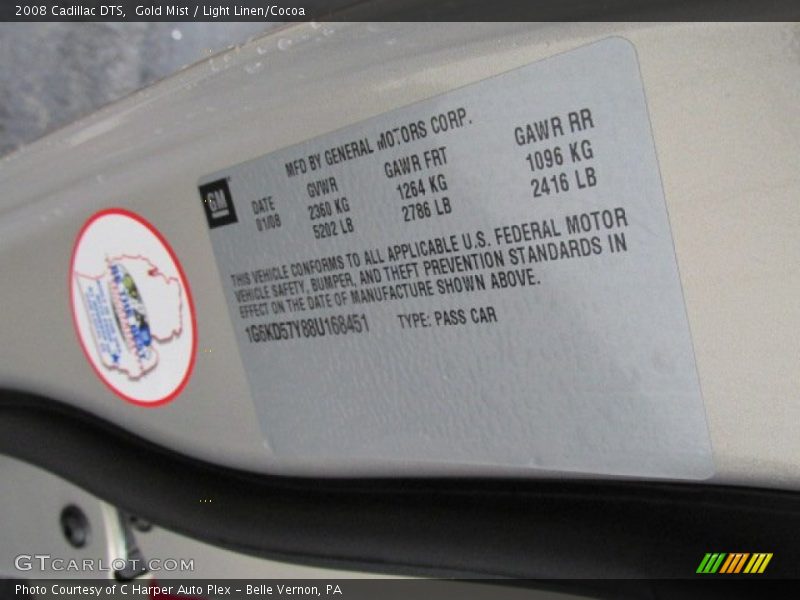 2008 Cadillac DTS,  Gold Mist / Light Linen/Cocoa
MFD BY GENERAL MOTORS CORP.
GM
DATE GVWR GAWR FRT GAWR RR
01/08 2360 KG 1264 KG 1096 KG
5202 LB 2786 LB 2416 LB
THIS VEHICLE CONFORMS TO ALL APPLICABLE U.S. FEDERAL MOTOR
VEHICLE SAFETY, BUMPER, AND THEFT PREVENTION STANDARDS IN
EFFECT ON THE DATE OF MANUFACTURE SHOWN ABOVE.
1G6KD57Y88U168451 TYPE: PASS CAR
GTCARLOT.COM
Photo Courtesy of C Harper Auto Plex - Belle Vernon, PA